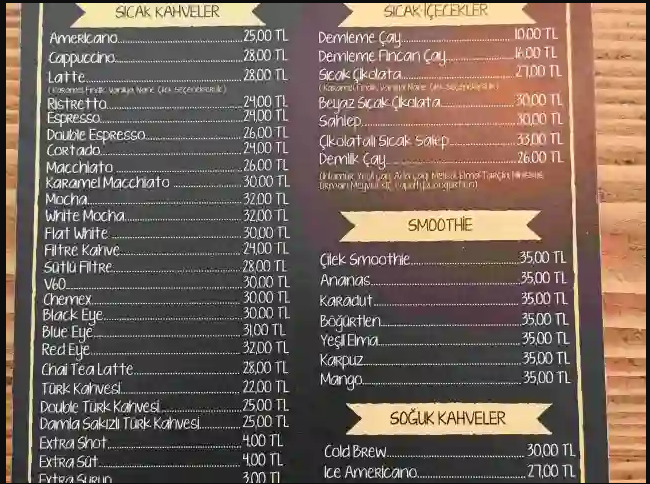 SICAK KAHVELER
Americano 25,00 TL
Cappuccino 28,00 TL
Latte 28,00 TL
(Karamel Fındık, Vanilya, Nane, Çilek Seçenekleri ile)
Ristretto 24,00 TL
Espresso 24,00 TL
Double Espresso 26,00 TL
Cortado 24,00 TL
Macchiato 26,00 TL
Karamel Macchiato 30,00 TL
Mocha 32,00 TL
White Mocha 32,00 TL
Flat White 30,00 TL
Filtre Kahve 24,00 TL
Sütlü Filtre 28,00 TL
V60 30,00 TL
Chemex 30,00 TL
Black Eye 30,00 TL
Blue Eye 31,00 TL
Red Eye 32,00 TL
Chai Tea Latte 28,00 TL
Türk Kahvesi 22,00 TL
Double Türk Kahvesi 25,00 TL
Damla Sakızlı Türk Kahvesi 25,00 TL
Extra Shot 4,00 TL
Extra Süt 4,00 TL
Extra Şurup 3,00 TL
SICAK İÇECEKLER
Demleme Çay 10,00 TL
Demleme Fincan Çay 16,00 TL
Sıcak Çikolata 27,00 TL
(Karamel Fındık, Vanilya, Nane, Çilek Seçenekleri ile)
Beyaz Sıcak Çikolata 30,00 TL
Sahlep 30,00 TL
Çikolatalı Sıcak Salep 33,00 TL
Demlik Çay 26,00 TL
SMOOTHİE
Çilek Smoothie 35,00 TL
Ananas 35,00 TL
Karadut 35,00 TL
Böğürtlen 35,00 TL
Yeşil Elma 35,00 TL
Karpuz 35,00 TL
Mango 35,00 TL
SOĞUK KAHVELER
Cold Brew 30,00 TL
Ice Americano 27,00 TL